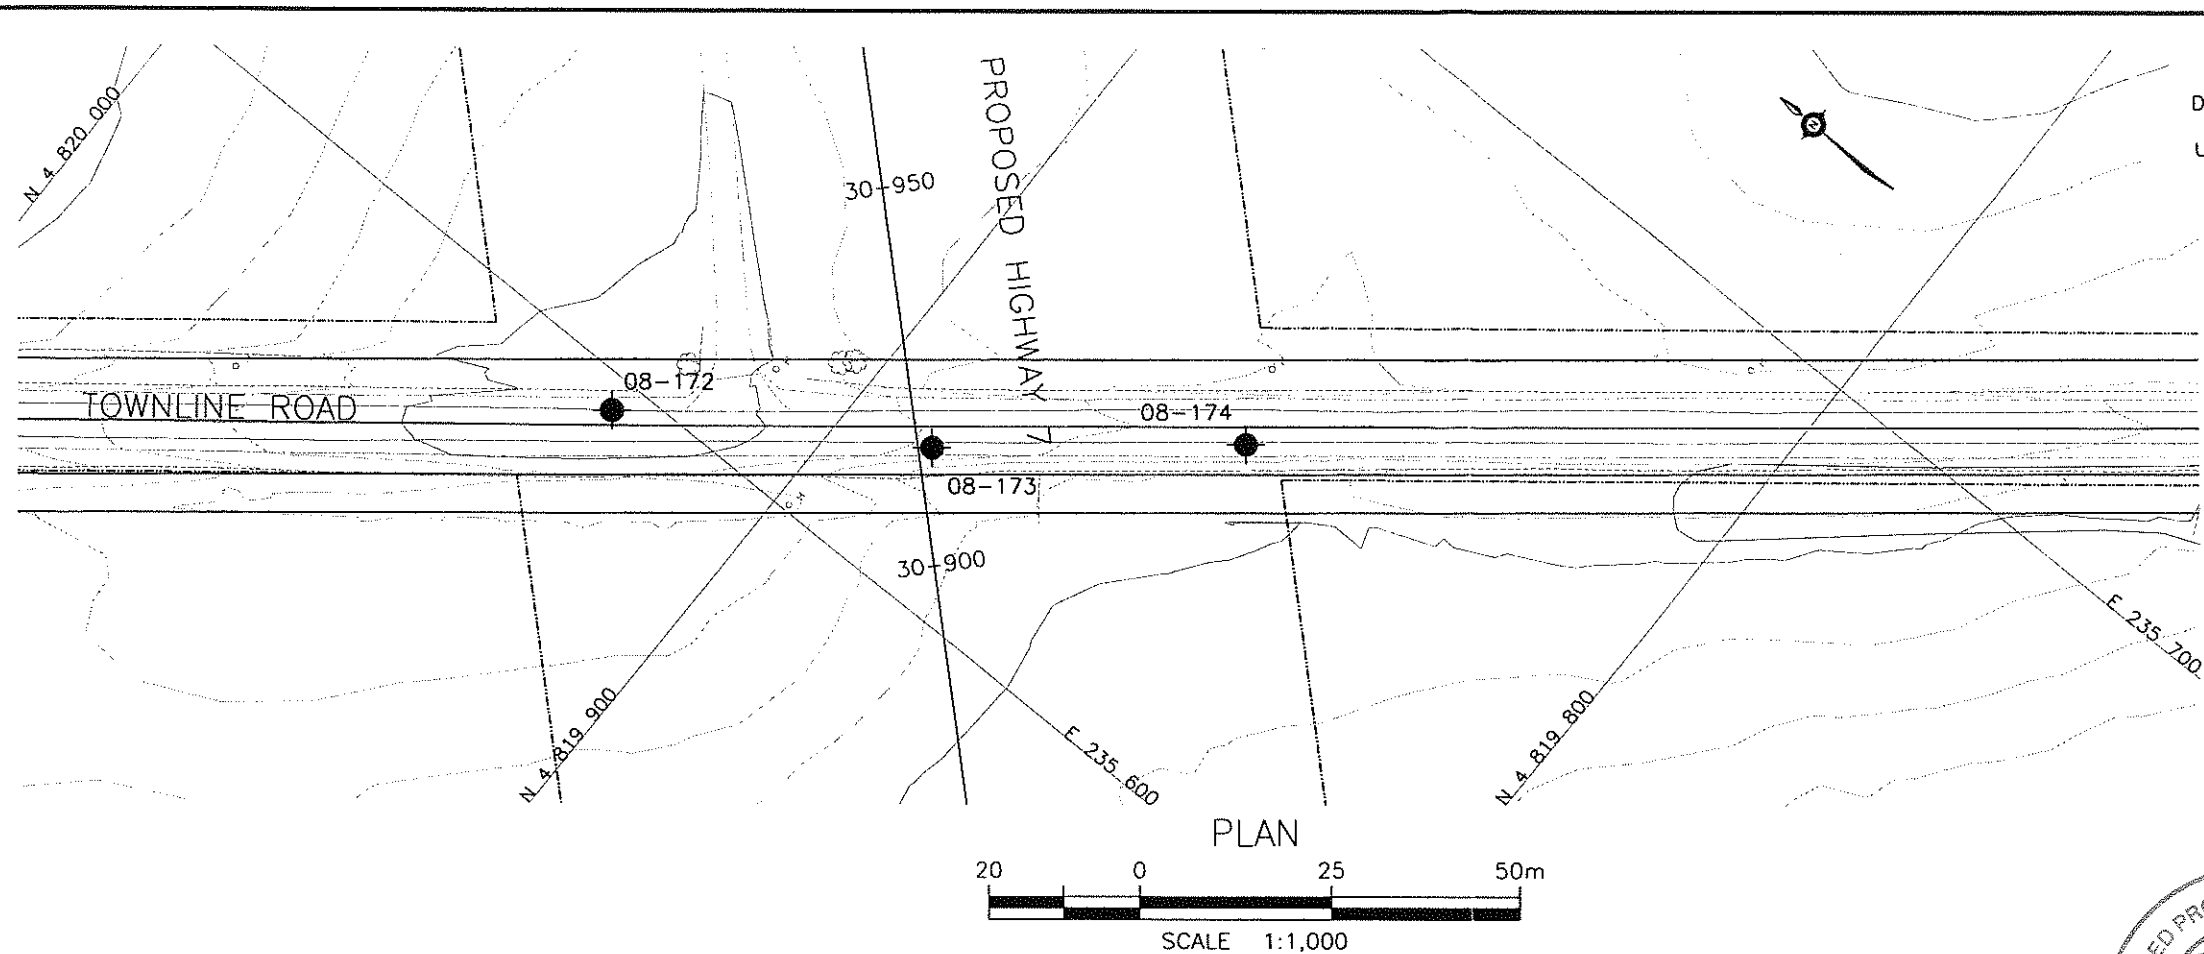 N 4 820 000
PROPOSED HIGHWAY 7
30+950
N
D
08-172
TOWNLINE ROAD
08-174
08-173
30+900
N 4 819 900
E 235 600
N 4 819 800
E 235 700
PLAN
20 0 25 50m
SCALE 1:1,000